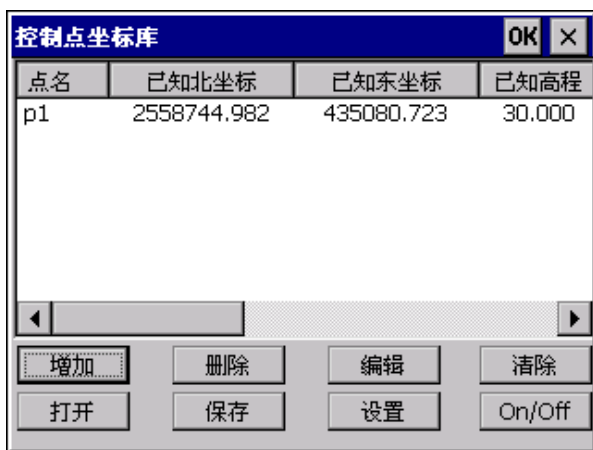 控制点坐标库 OK ×
点名 已知北坐标 已知东坐标 已知高程
p1 2558744.982 435080.723 30.000
增加 删除 编辑 清除
打开 保存 设置 On/Off